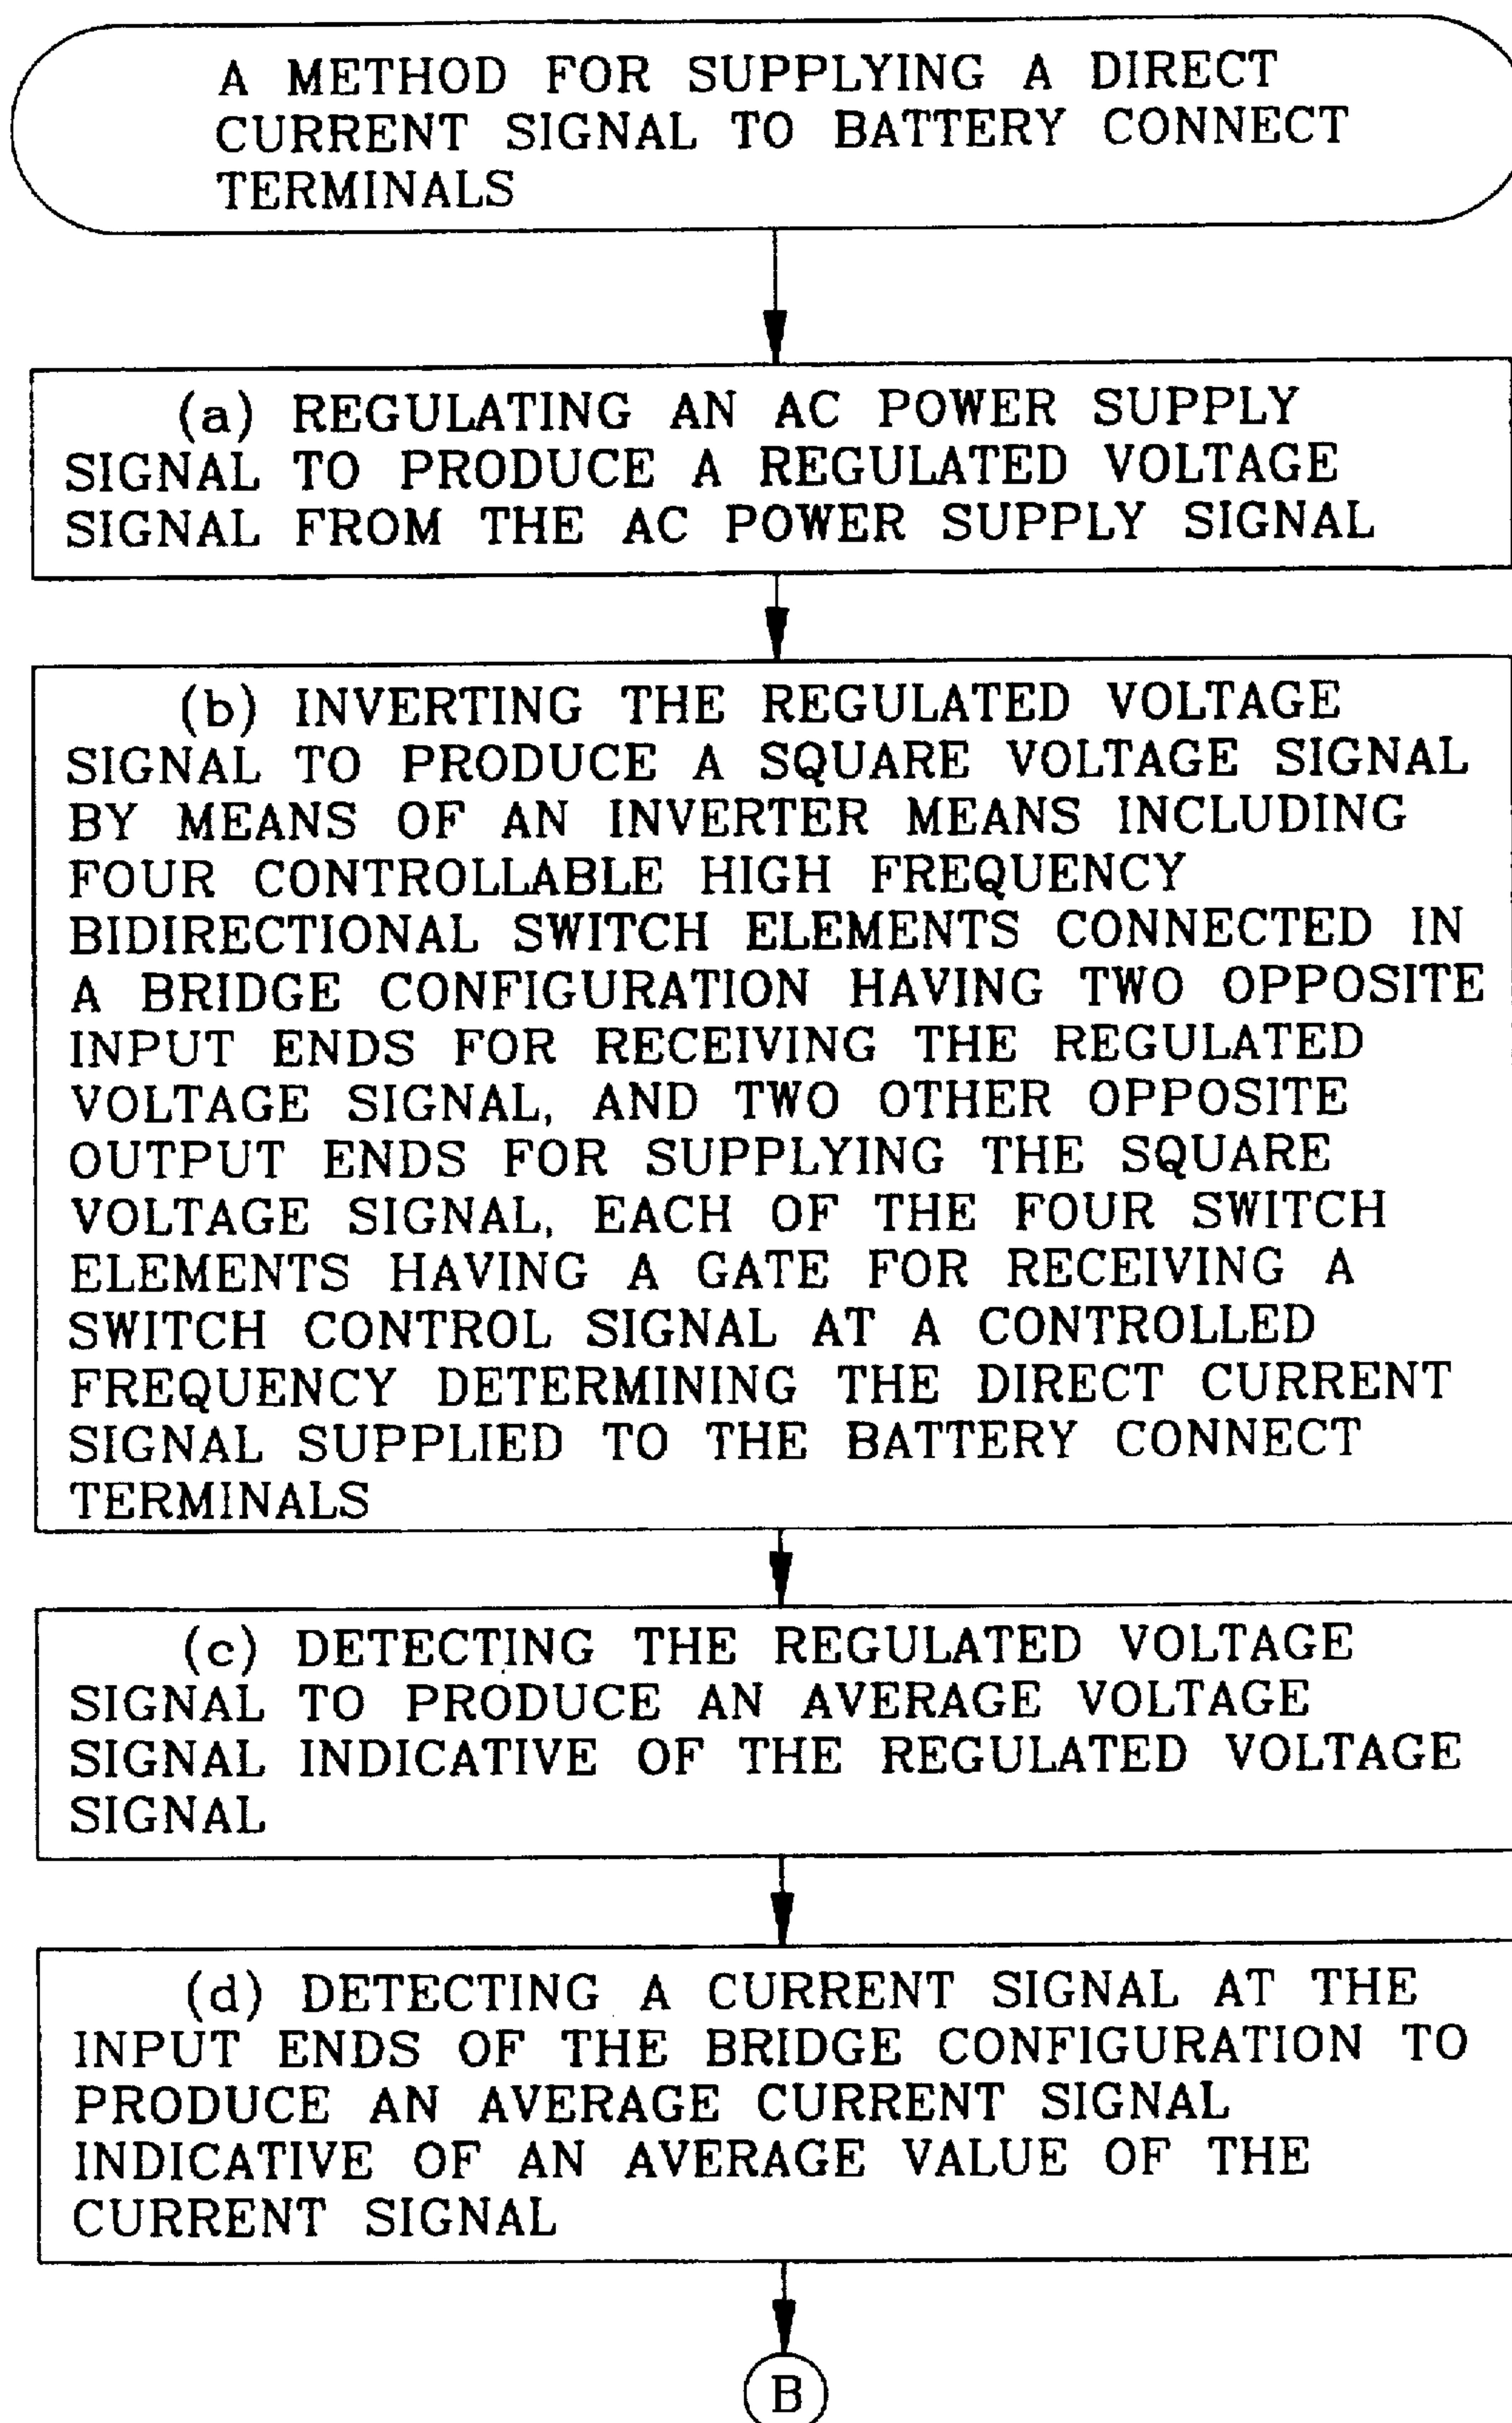 A METHOD FOR SUPPLYING A DIRECT
CURRENT SIGNAL TO BATTERY CONNECT
TERMINALS
(a) REGULATING AN AC POWER SUPPLY
SIGNAL TO PRODUCE A REGULATED VOLTAGE
SIGNAL FROM THE AC POWER SUPPLY SIGNAL
(b) INVERTING THE REGULATED VOLTAGE
SIGNAL TO PRODUCE A SQUARE VOLTAGE SIGNAL
BY MEANS OF AN INVERTER MEANS INCLUDING
FOUR CONTROLLABLE HIGH FREQUENCY
BIDIRECTIONAL SWITCH ELEMENTS CONNECTED IN
A BRIDGE CONFIGURATION HAVING TWO OPPOSITE
INPUT ENDS FOR RECEIVING THE REGULATED
VOLTAGE SIGNAL, AND TWO OTHER OPPOSITE
OUTPUT ENDS FOR SUPPLYING THE SQUARE
VOLTAGE SIGNAL, EACH OF THE FOUR SWITCH
ELEMENTS HAVING A GATE FOR RECEIVING A
SWITCH CONTROL SIGNAL AT A CONTROLLED
FREQUENCY DETERMINING THE DIRECT CURRENT
SIGNAL SUPPLIED TO THE BATTERY CONNECT
TERMINALS
(c) DETECTING THE REGULATED VOLTAGE
SIGNAL TO PRODUCE AN AVERAGE VOLTAGE
SIGNAL INDICATIVE OF THE REGULATED VOLTAGE
SIGNAL
(d) DETECTING A CURRENT SIGNAL AT THE
INPUT ENDS OF THE BRIDGE CONFIGURATION TO
PRODUCE AN AVERAGE CURRENT SIGNAL
INDICATIVE OF AN AVERAGE VALUE OF THE
CURRENT SIGNAL
B